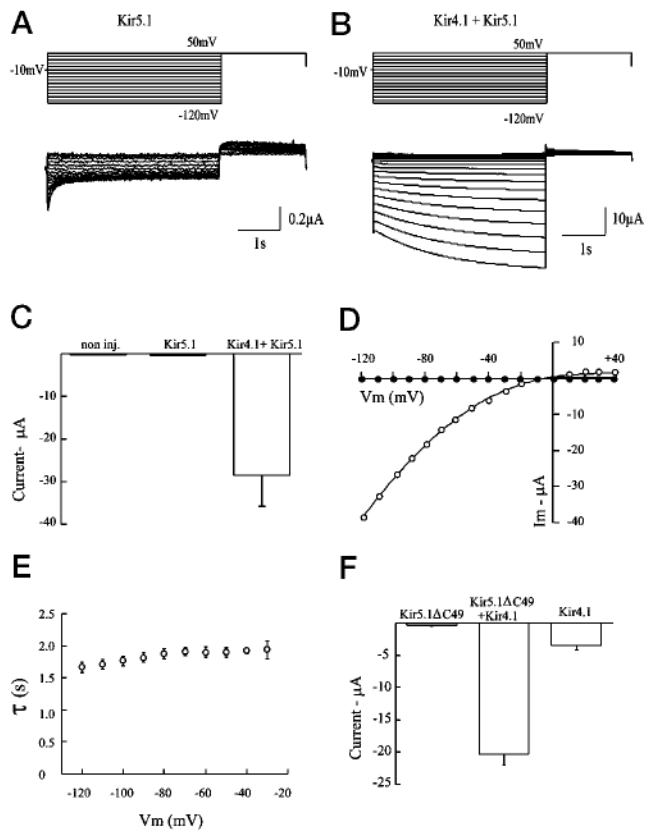 A
Kir5.1
50mV
-10mV
-120mV
0.2μA
1s
B
Kir4.1 + Kir5.1
50mV
-10mV
-120mV
10μA
1s
C
non inj.
Kir5.1
Kir4.1+ Kir5.1
-10
-20
-30
-40
Current- μA
D
10
-120
-80
-40
+40
Vm (mV)
-10
-20
-30
-40
Im - μA
E
2.5
2.0
1.5
1.0
0.5
0
τ (s)
-120
-100
-80
-60
-40
-20
Vm (mV)
F
Kir5.1ΔC49
Kir5.1ΔC49
+Kir4.1
Kir4.1
-5
-10
-15
-20
-25
Current - μA